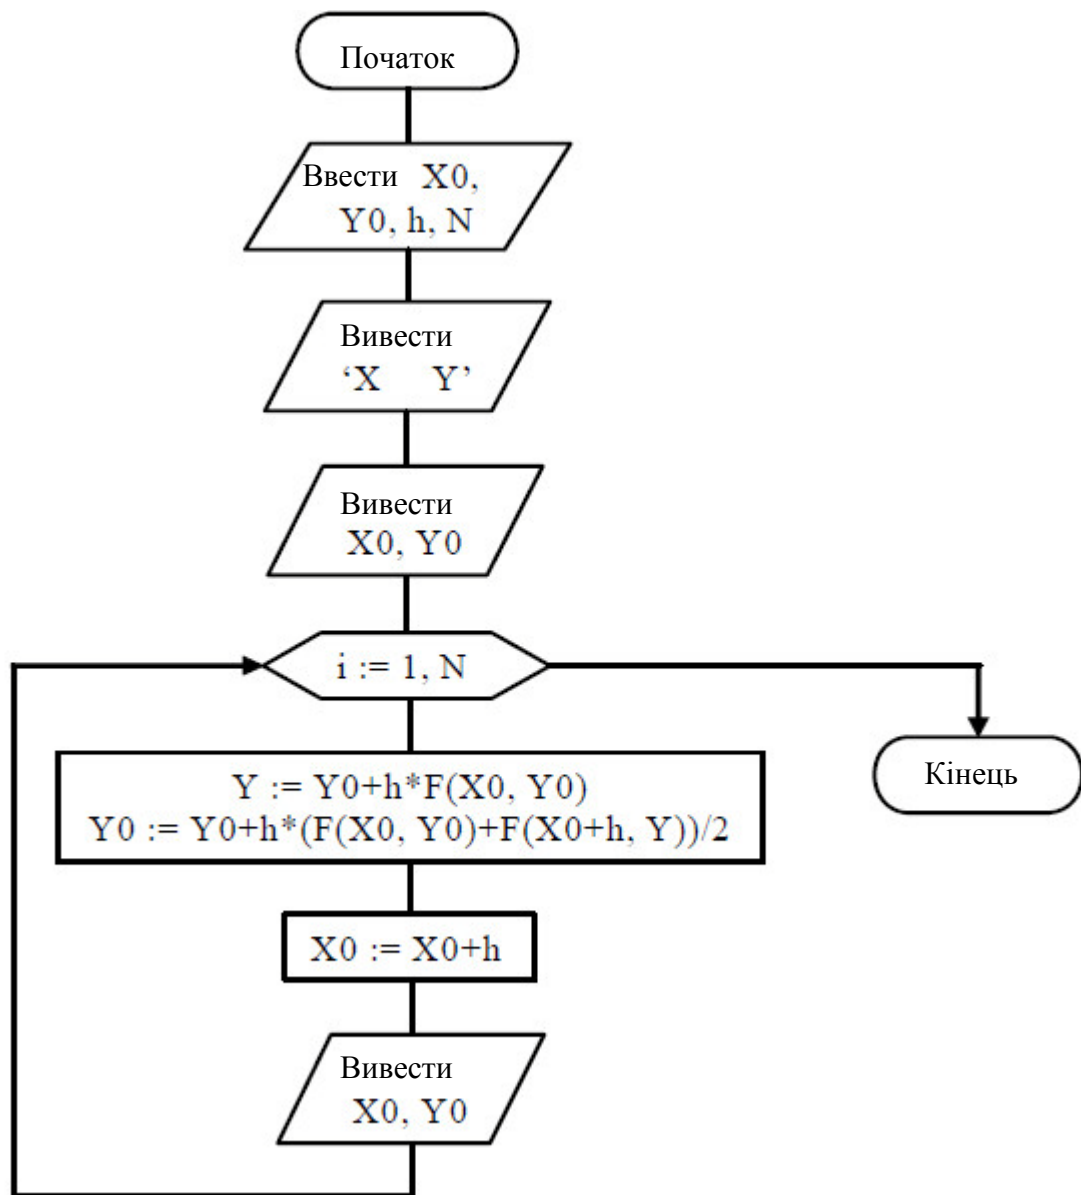 Початок
Ввести X0,
Y0, h, N
Вивести
‘X Y’
Вивести
X0, Y0
i := 1, N
Y := Y0+h*F(X0, Y0)
Y0 := Y0+h*(F(X0, Y0)+F(X0+h, Y))/2
Кінець
X0 := X0+h
Вивести
X0, Y0